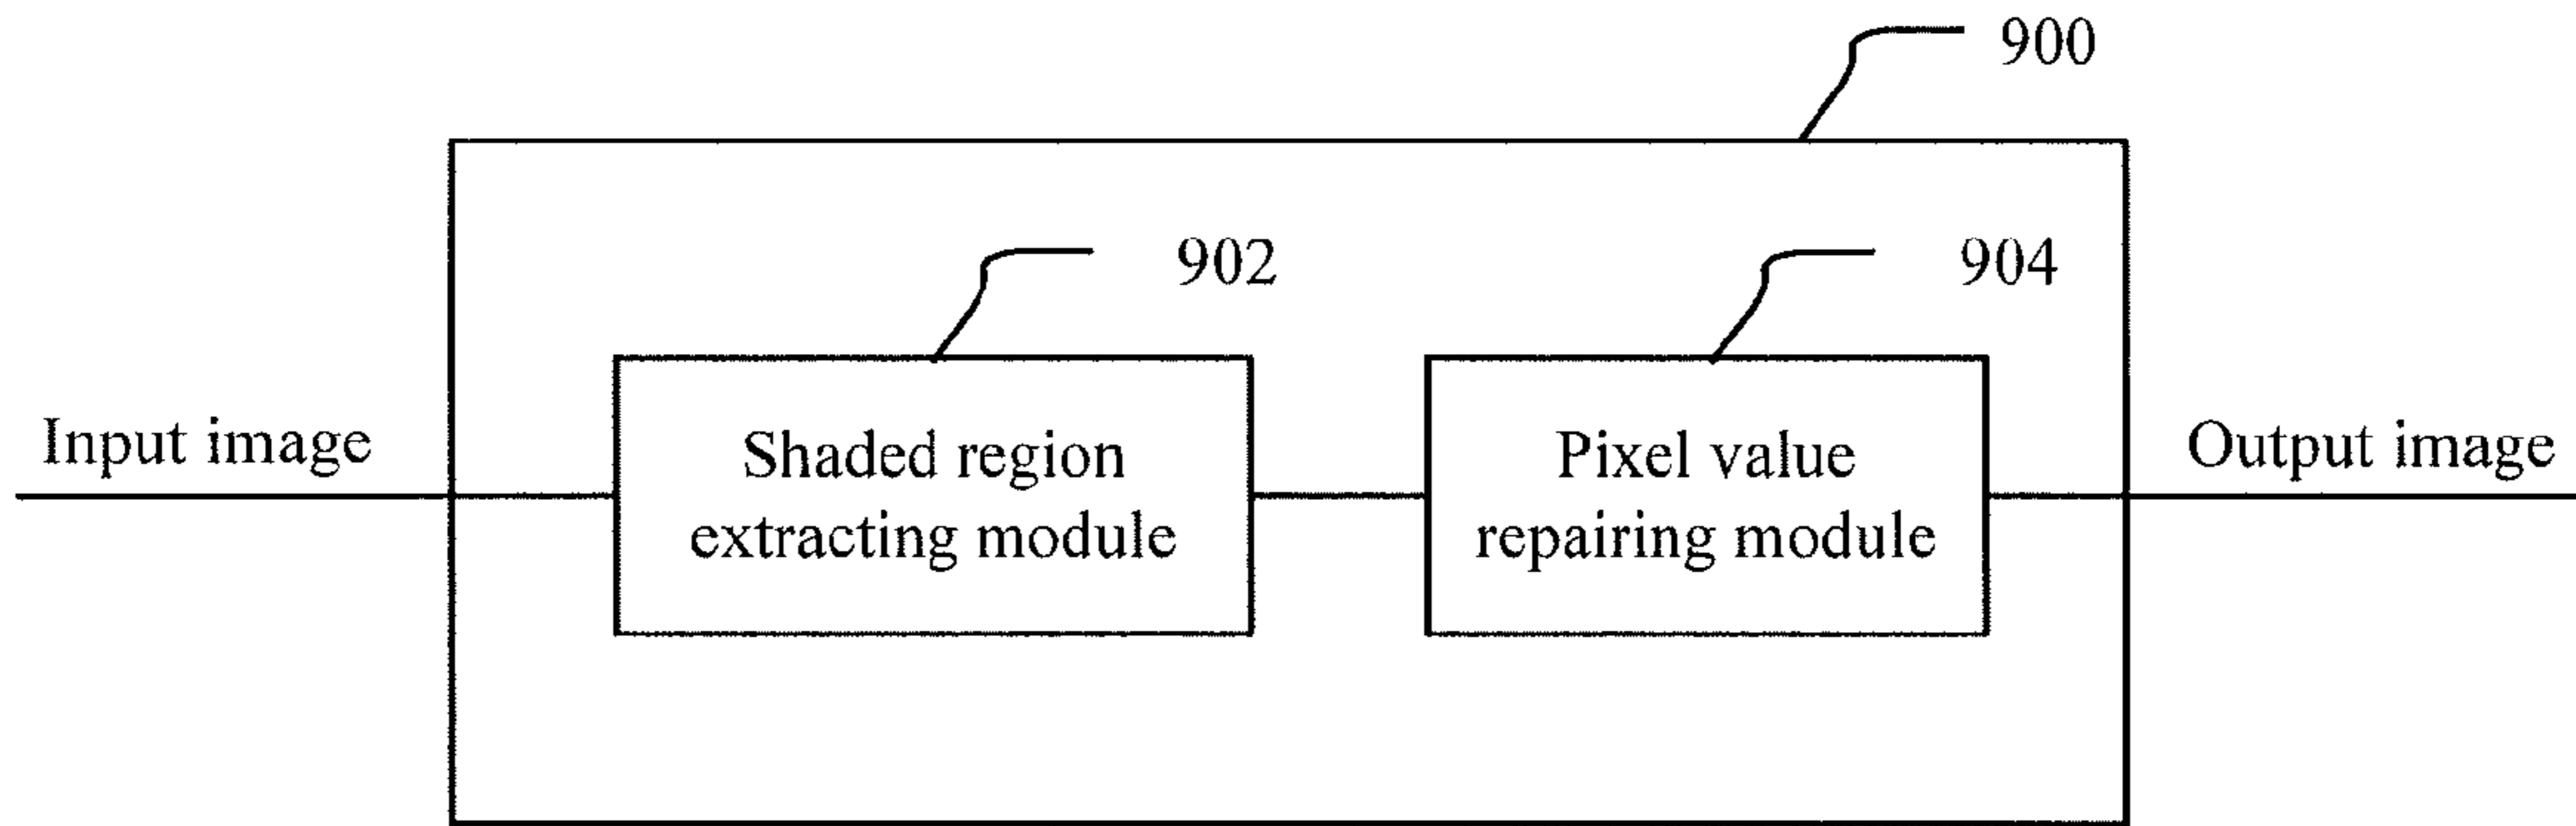 900
902
904
Input image
Shaded region
extracting module
Pixel value
repairing module
Output image